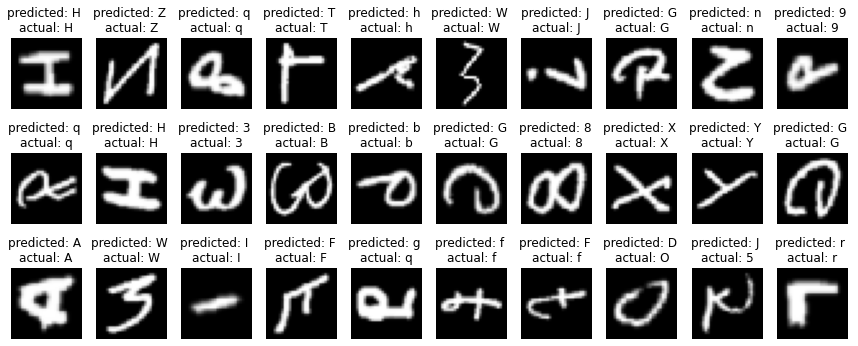 predicted: H predicted: Z predicted: q predicted: T predicted: h predicted: W predicted: J predicted: G predicted: n predicted: 9
actual: H actual: Z actual: q actual: T actual: h actual: W actual: J actual: G actual: n actual: 9
predicted: q predicted: H predicted: 3 predicted: B predicted: b predicted: G predicted: 8 predicted: X predicted: Y predicted: G
actual: q actual: H actual: 3 actual: B actual: b actual: G actual: 8 actual: X actual: Y actual: G
predicted: A predicted: W predicted: I predicted: F predicted: g predicted: f predicted: F predicted: D predicted: J predicted: r
actual: A actual: W actual: I actual: F actual: q actual: f actual: f actual: O actual: 5 actual: r